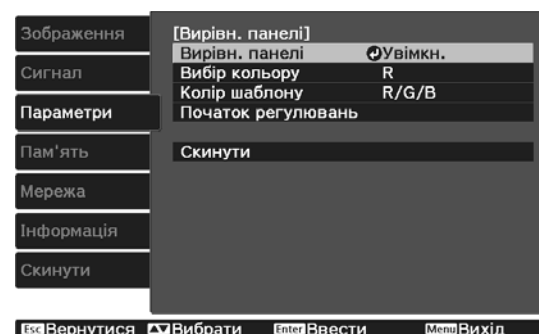 Зображення
Сигнал
Параметри
Пам'ять
Мережа
Інформація
Скинути
[Вирівн. панелі]
Вирівн. панелі Увімкн.
Вибір кольору R
Колір шаблону R/G/B
Початок регулювань
Скинути
Esc Вернутися Вибрати Enter Ввести Menu Вихід